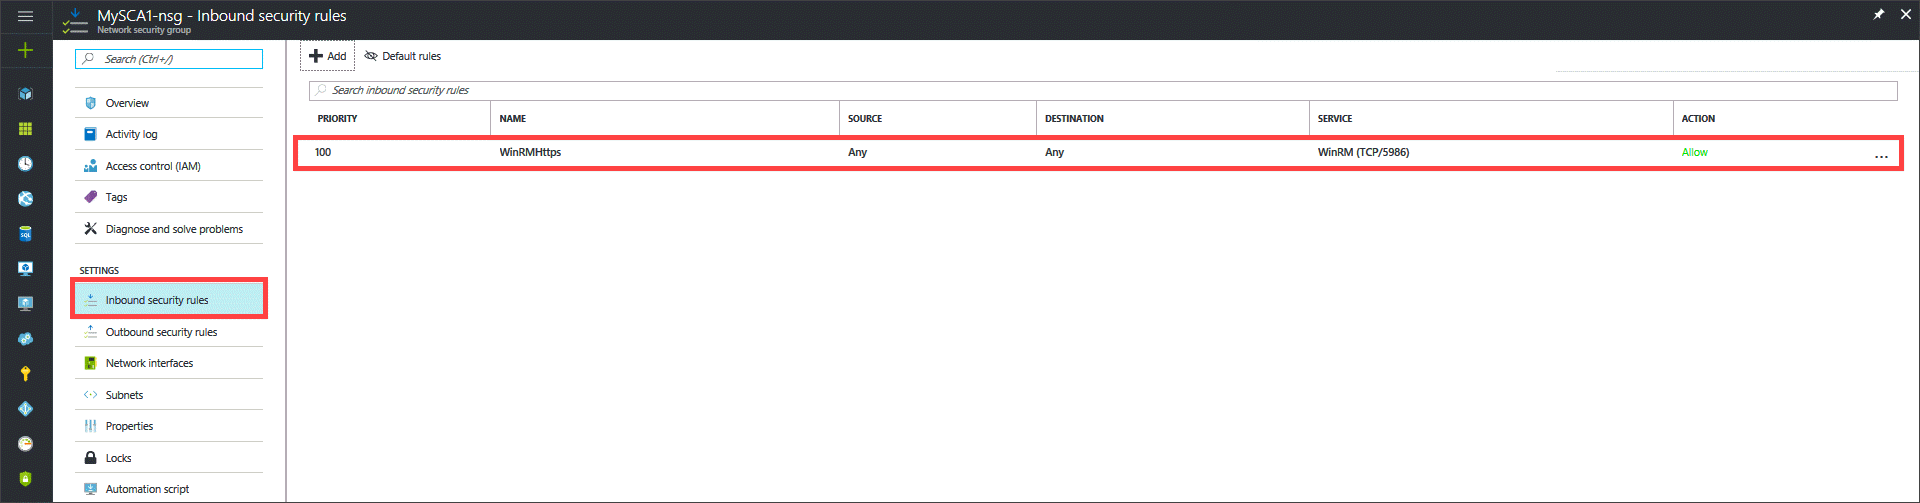 MySCA1-nsg - Inbound security rules
Network security group
Search (Ctrl+/)
Overview
Activity log
Access control (IAM)
Tags
Diagnose and solve problems
SETTINGS
Inbound security rules
Outbound security rules
Network interfaces
Subnets
Properties
Locks
Automation script
Add Default rules
Search inbound security rules
PRIORITY NAME SOURCE DESTINATION SERVICE ACTION
100 WinRMHttps Any Any WinRM (TCP/5986) Allow ...
SQL